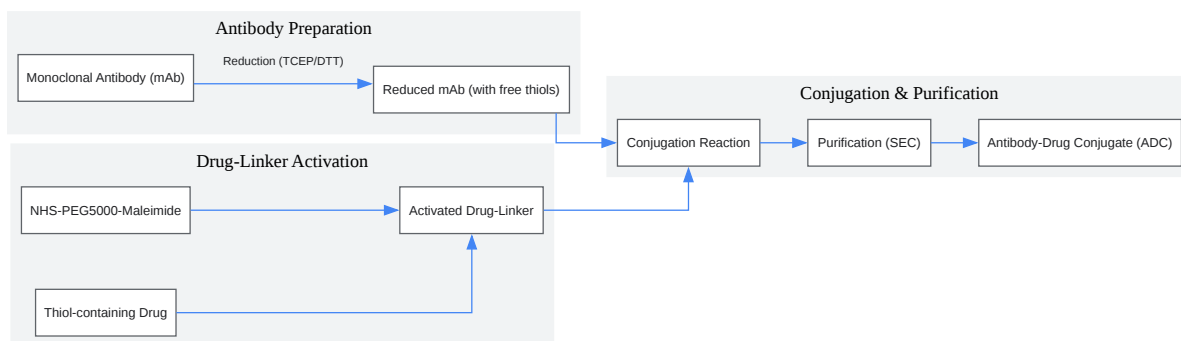 Antibody Preparation
Monoclonal Antibody (mAb)
Reduction (TCEP/DTT)
Reduced mAb (with free thiols)
Conjugation & Purification
Conjugation Reaction
Purification (SEC)
Antibody-Drug Conjugate (ADC)
Drug-Linker Activation
NHS-PEG5000-Maleimide
Activated Drug-Linker
Thiol-containing Drug